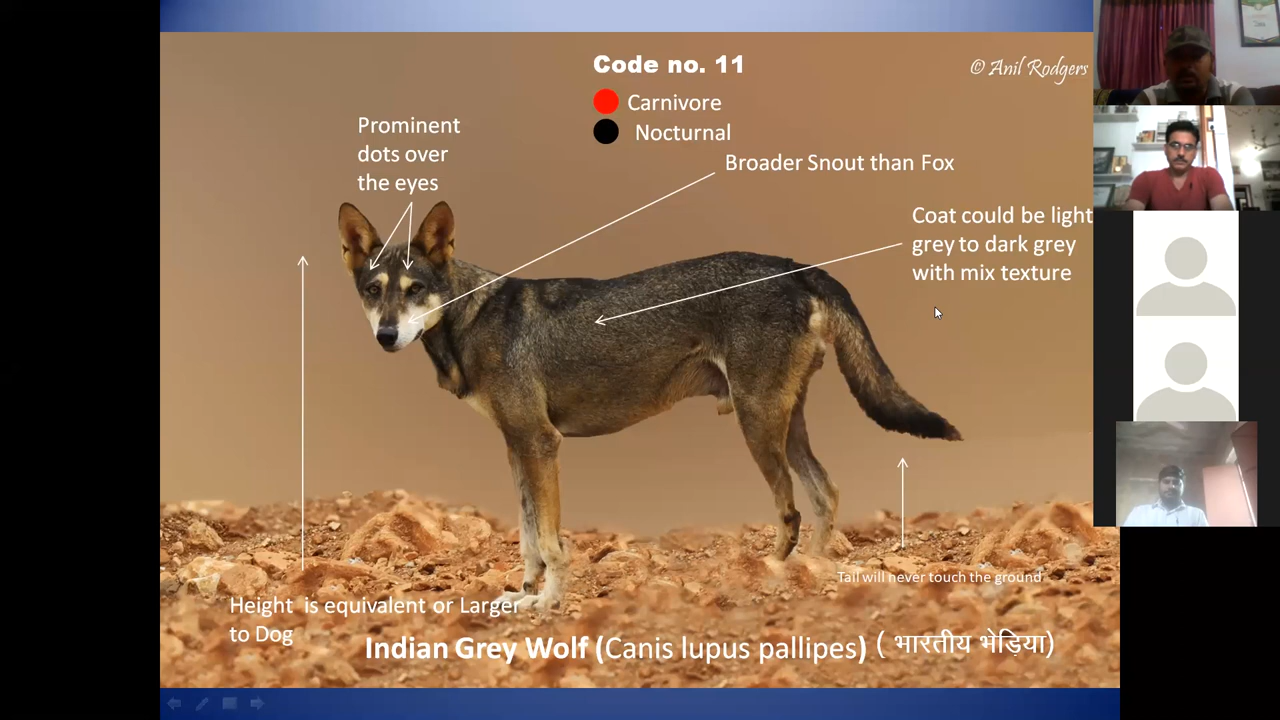 Code no. 11
© Anil Rodgers
Carnivore
Nocturnal
Prominent
dots over
the eyes
Broader Snout than Fox
Coat could be light
grey to dark grey
with mix texture
Tail will never touch the ground
Height is equivalent or Larger
to Dog
Indian Grey Wolf (Canis lupus pallipes) ( भारतीय भेड़िया)